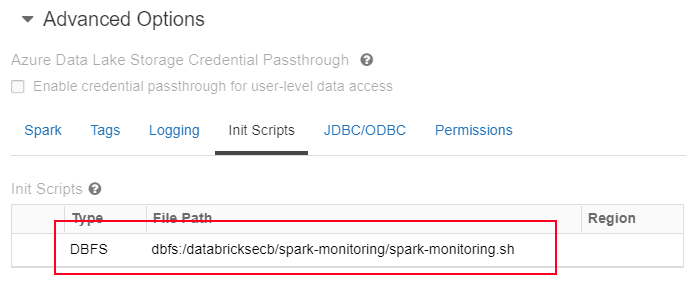 Advanced Options
Azure Data Lake Storage Credential Passthrough ?
Enable credential passthrough for user-level data access
Spark Tags Logging Init Scripts JDBC/ODBC Permissions
Init Scripts ?
Type File Path Region
DBFS dbfs:/databricksecb/spark-monitoring/spark-monitoring.sh